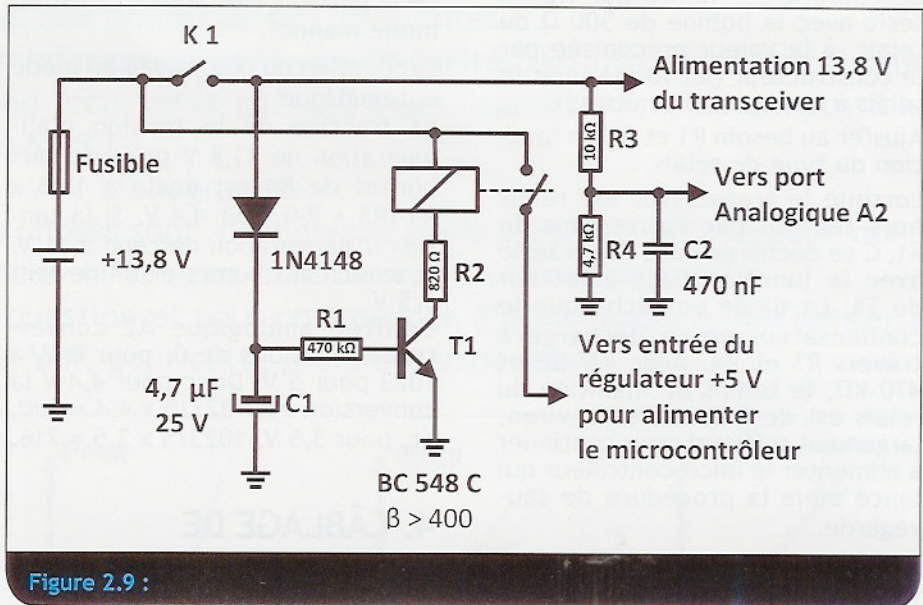 K 1
Alimentation 13,8 V
du transceiver
Fusible
10 kΩ
R3
Vers port
Analogique A2
+13,8 V
1N4148
820 Ω
R2
4,7 kΩ
R4
C2
470 nF
R1
470 kΩ
T1
4,7 µF
25 V
C1
Vers entrée du
régulateur +5 V
pour alimenter
le microcontrôleur
BC 548 C
β > 400
Figure 2.9 :